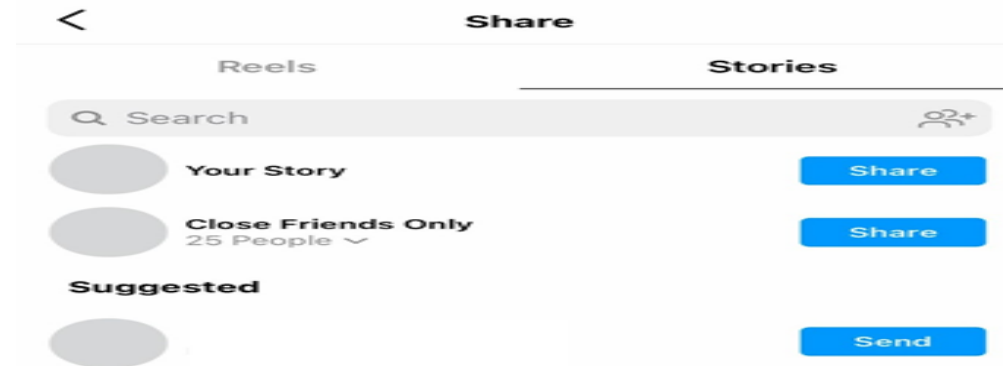 Share
Reels
Stories
Search
Your Story
Share
Close Friends Only
25 People
Share
Suggested
Send